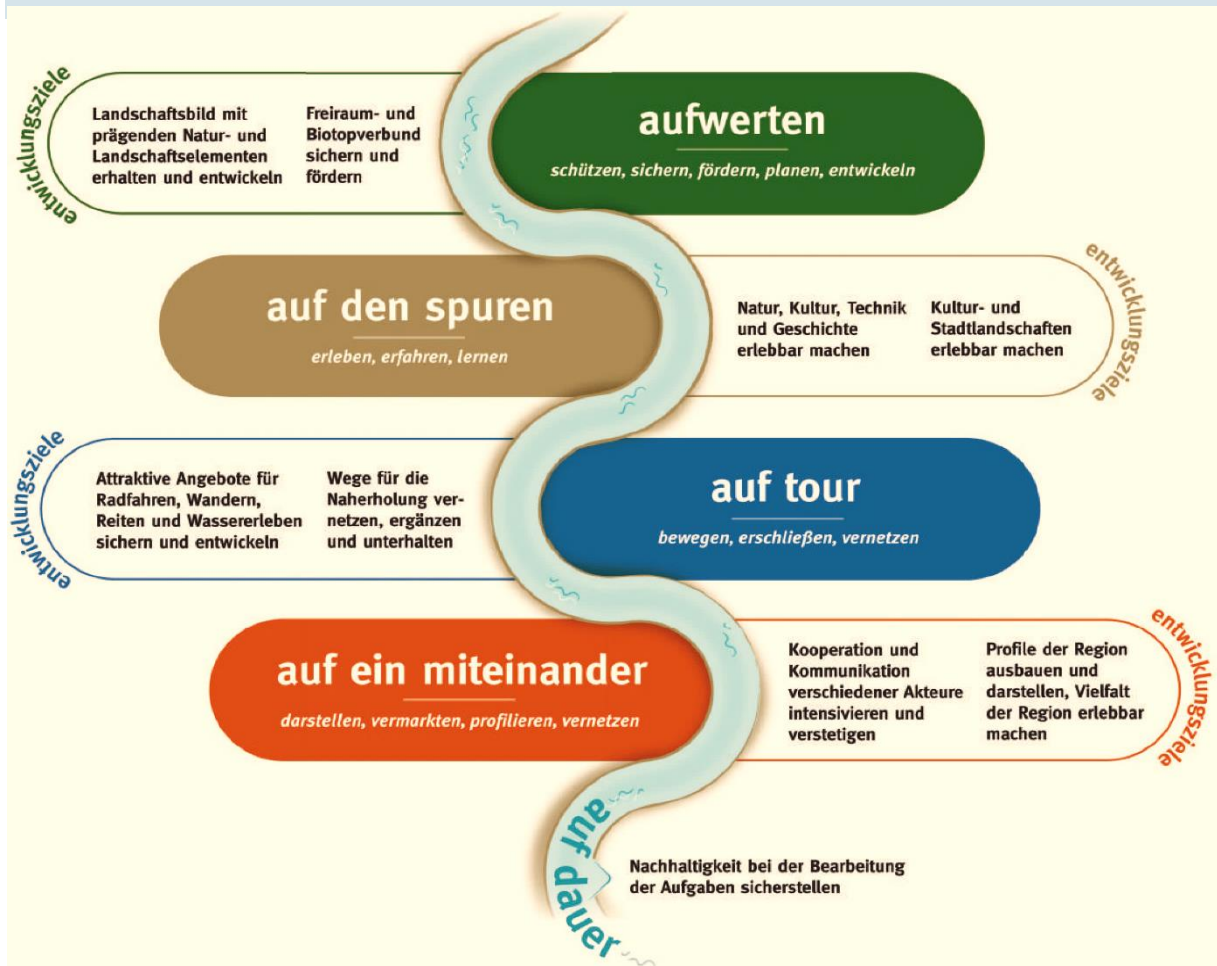 entwicklungsziele
Landschaftsbild mit
prägenden Natur- und
Landschaftselementen
erhalten und entwickeln
Freiraum- und
Biotopverbund
sichern und
fördern
aufwerten
schützen, sichern, fördern, planen, entwickeln
auf den spuren
erleben, erfahren, lernen
Natur, Kultur, Technik
und Geschichte
erlebbar machen
Kultur- und
Stadtlandschaften
erlebbar machen
entwicklungsziele
entwicklungsziele
Attraktive Angebote für
Radfahren, Wandern,
Reiten und Wassererleben
sichern und entwickeln
Wege für die
Naherholung ver-
netzen, ergänzen
und unterhalten
auf tour
bewegen, erschließen, vernetzen
auf ein miteinander
darstellen, vermarkten, profilieren, vernetzen
Kooperation und
Kommunikation
verschiedener Akteure
intensivieren und
verstetigen
Profile der Region
ausbauen und
darstellen, Vielfalt
der Region erlebbar
machen
entwicklungsziele
auf dauer
Nachhaltigkeit bei der Bearbeitung
der Aufgaben sicherstellen